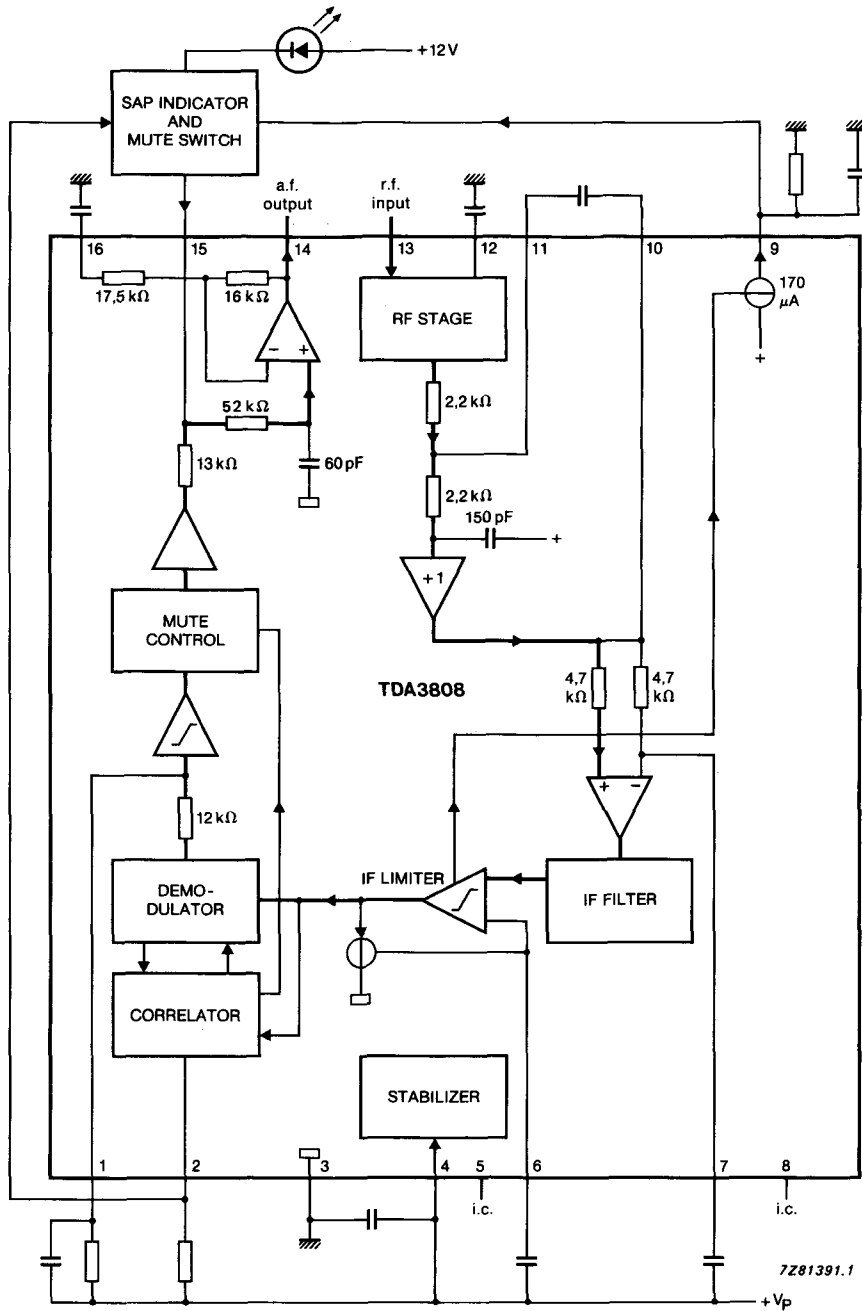 +12V
SAP INDICATOR
AND
MUTE SWITCH
a.f.
output
r.f.
input
16
15
14
13
12
11
10
9
17,5 kΩ
16 kΩ
RF STAGE
170
μA
+
−
+
2,2 kΩ
52 kΩ
13 kΩ
60 pF
2,2 kΩ
150 pF
+
+1
MUTE
CONTROL
TDA3808
4,7
kΩ
4,7
kΩ
+
−
12 kΩ
DEMO-
DULATOR
IF LIMITER
IF FILTER
CORRELATOR
STABILIZER
1
2
3
4
5
6
7
8
i.c.
i.c.
7Z81391.1
+VP